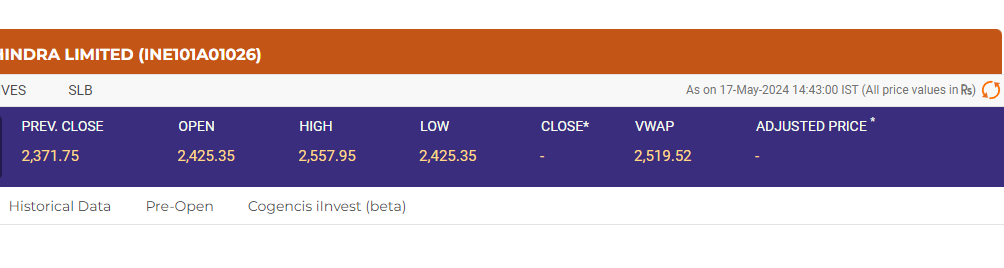 HINDRA LIMITED (INE101A01026)
VES SLB As on 17-May-2024 14:43:00 IST (All price values in ₨)
PREV. CLOSE OPEN HIGH LOW CLOSE* VWAP ADJUSTED PRICE *
2,371.75 2,425.35 2,557.95 2,425.35 - 2,519.52 -
Historical Data Pre-Open Cogencis iInvest (beta)